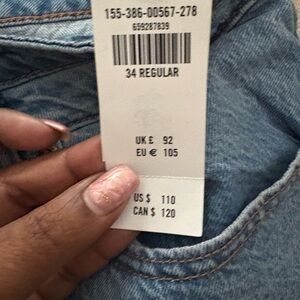 155-386-00567-278
659287839
34 REGULAR
UK £ 92
EU € 105
US $ 110
CAN $ 120